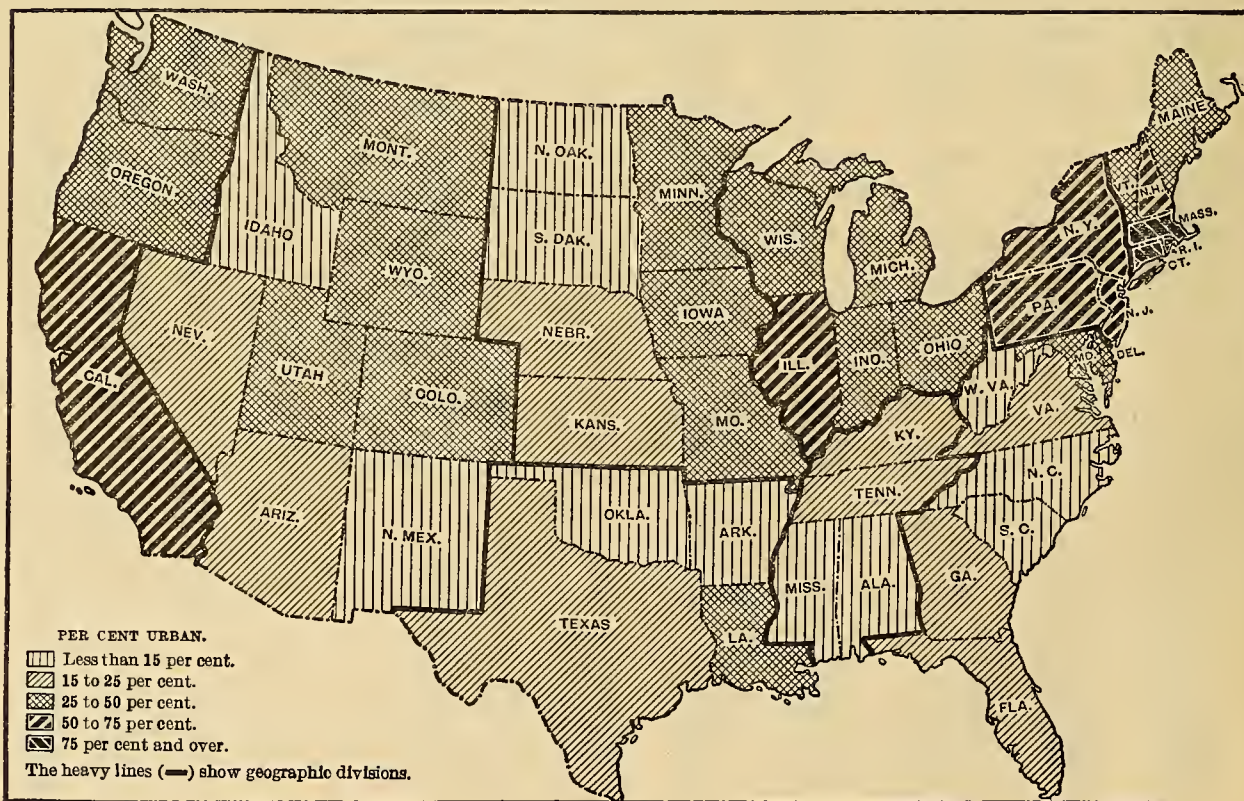 WASH.
MONT.
N. OAK.
MINN.
MAINE
OREGON
IDAHO
S. DAK.
WIS.
MICH.
VT.
N.H.
MASS.
N.Y.
R.I.
CT.
WYO.
IOWA
PA.
N.J.
NEV.
NEBR.
ILL.
INO.
OHIO
MD.
DEL.
CAL.
UTAH
COLO.
KANS.
MO.
W. VA.
VA.
KY.
ARIZ.
N. MEX.
OKLA.
ARK.
TENN.
N. C.
S. C.
TEXAS
LA.
MISS.
ALA.
GA.
FLA.
PER CENT URBAN.
Less than 15 per cent.
15 to 25 per cent.
25 to 50 per cent.
50 to 75 per cent.
75 per cent and over.
The heavy lines (━) show geographic divisions.